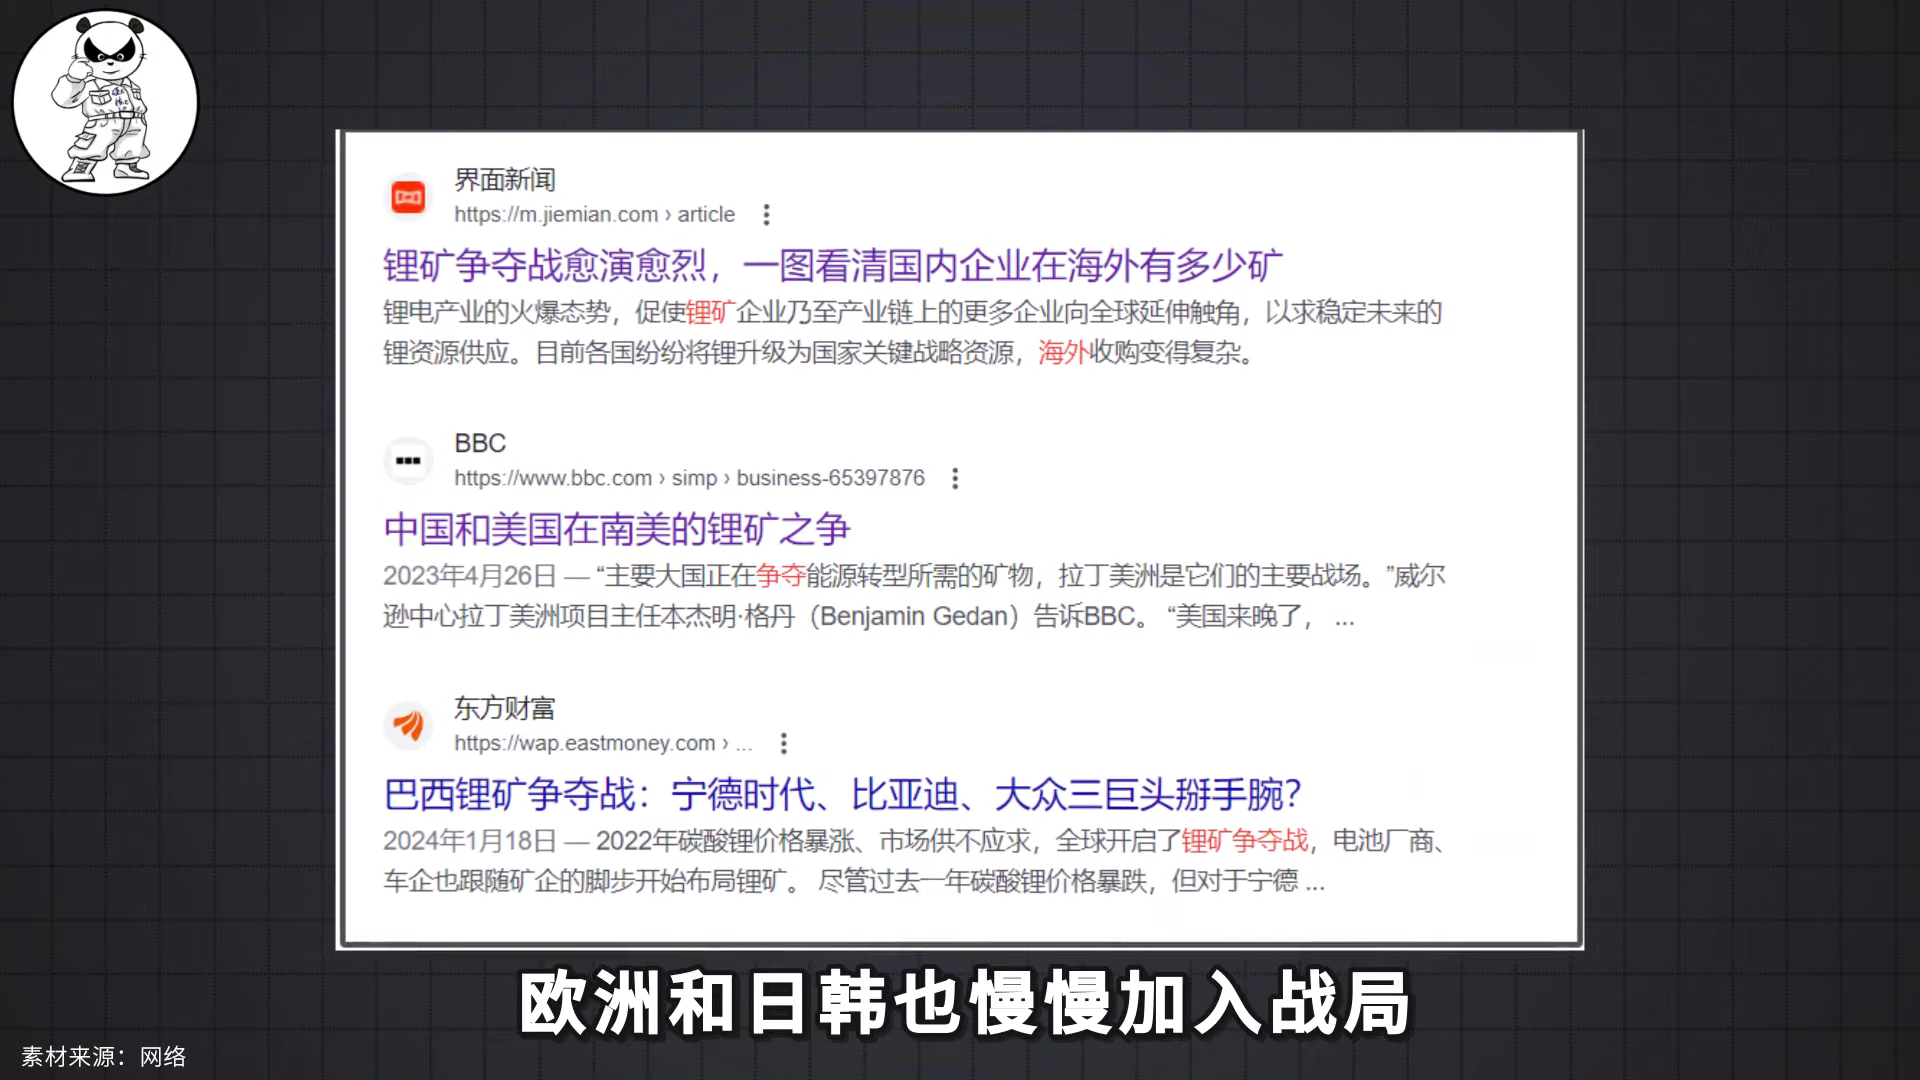 界面新闻
https://m.jiemian.com › article
锂矿争夺战愈演愈烈，一图看清国内企业在海外有多少矿
锂电产业的火爆态势，促使锂矿企业乃至产业链上的更多企业向全球延伸触角，以求稳定未来的
锂资源供应。目前各国纷纷将锂升级为国家关键战略资源，海外收购变得复杂。
BBC
https://www.bbc.com › simp › business-65397876
中国和美国在南美的锂矿之争
2023年4月26日 — “主要大国正在争夺能源转型所需的矿物，拉丁美洲是它们的主要战场。”威尔
逊中心拉丁美洲项目主任本杰明·格丹（Benjamin Gedan）告诉BBC。 “美国来晚了， ...
东方财富
https://wap.eastmoney.com › ...
巴西锂矿争夺战：宁德时代、比亚迪、大众三巨头掰手腕？
2024年1月18日 — 2022年碳酸锂价格暴涨、市场供不应求，全球开启了锂矿争夺战，电池厂商、
车企也跟随矿企的脚步开始布局锂矿。 尽管过去一年碳酸锂价格暴跌，但对于宁德 ...
欧洲和日韩也慢慢加入战局
素材来源：网络